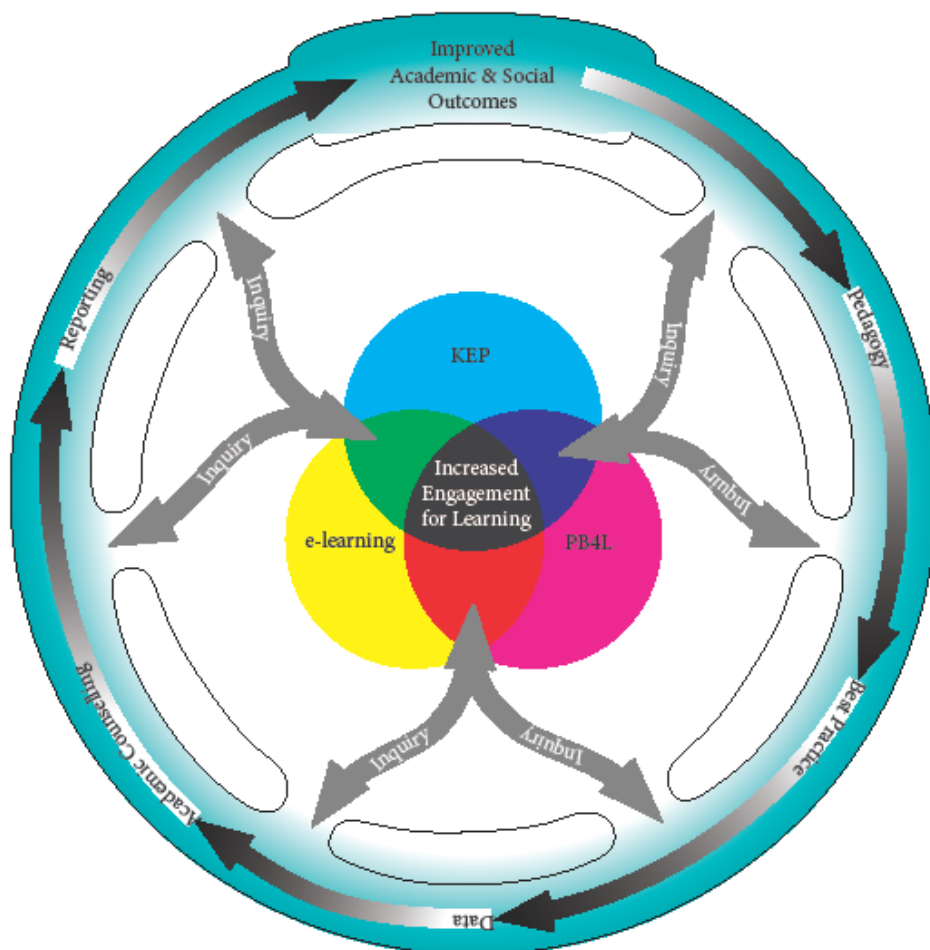 Improved
Academic & Social
Outcomes
Pedagogy
Best Practice
Data
Academic Counselling
Reporting
Inquiry
Inquiry
Inquiry
Inquiry
Inquiry
Inquiry
KEP
Increased
Engagement
for Learning
e-learning
PB4L